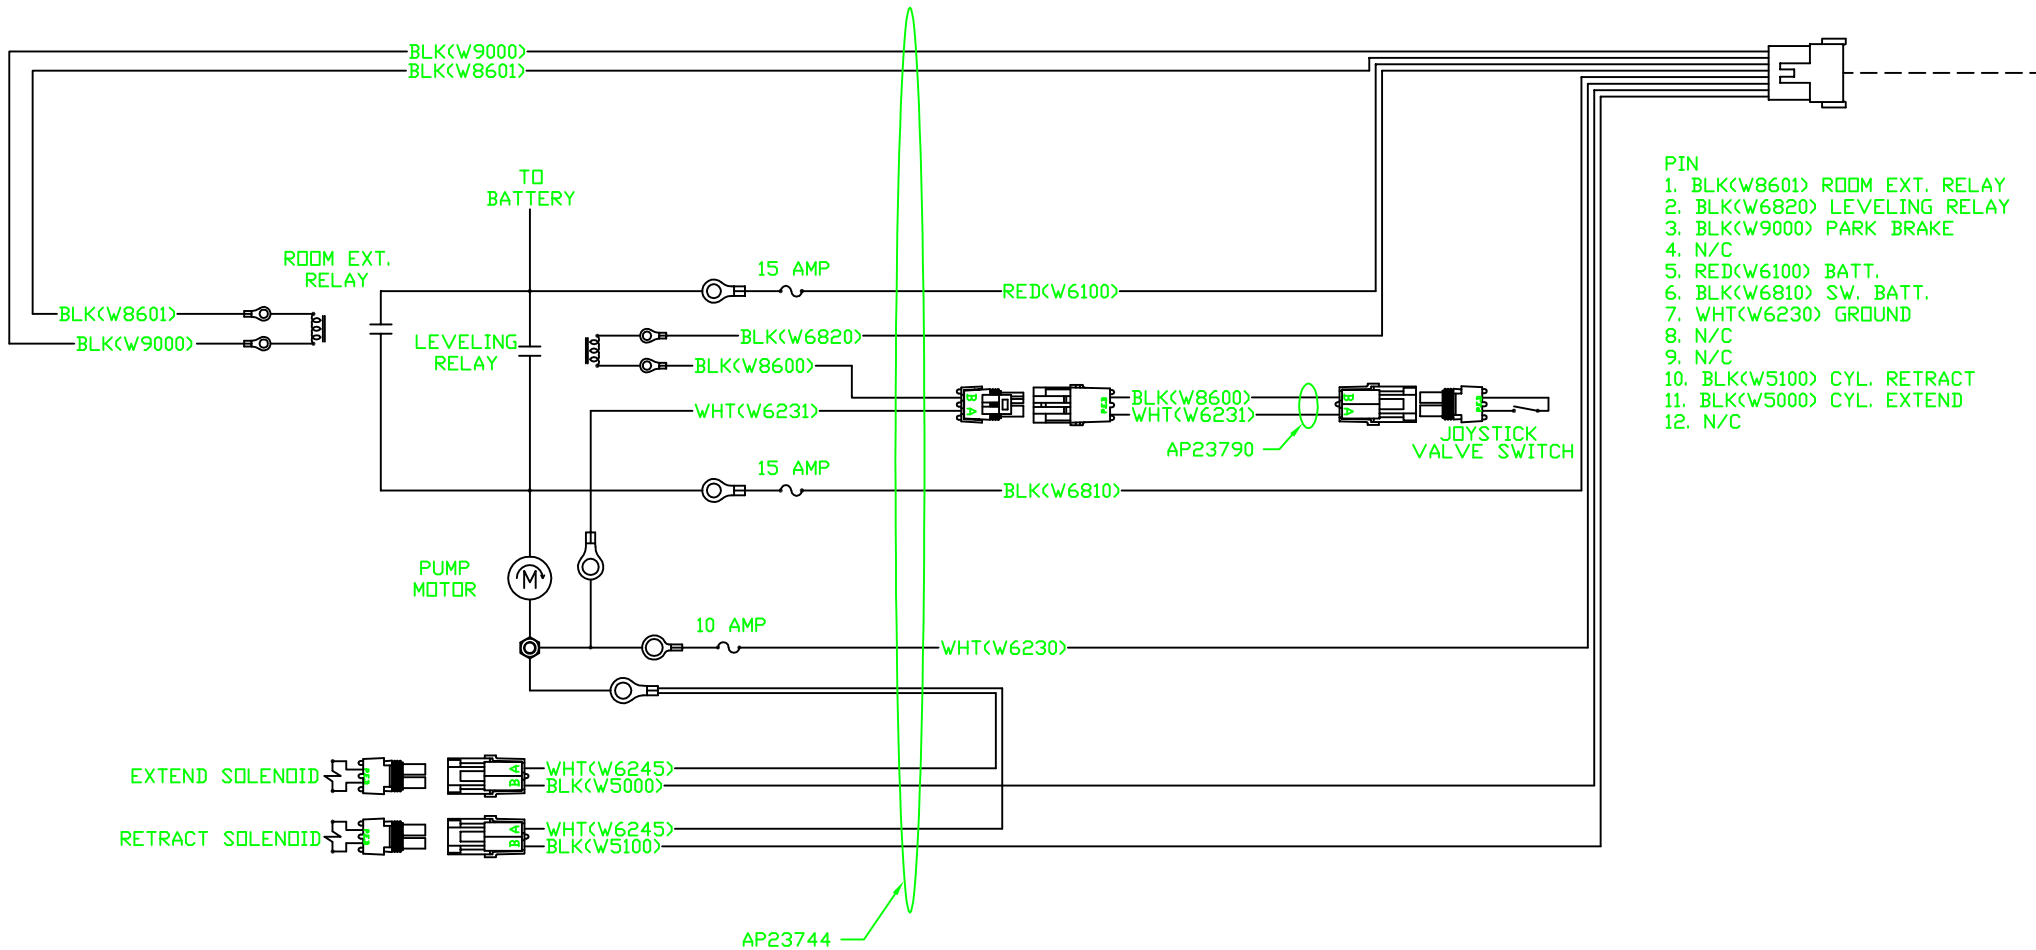 BLK(W9000)
BLK(W8601)
TO
BATTERY
ROOM EXT.
RELAY
15 AMP
RED(W6100)
BLK(W8601)
BLK(W9000)
LEVELING
RELAY
BLK(W6820)
BLK(W8600)
WHT(W6231)
B
A
BLK(W8600)
WHT(W6231)
B
A
AP23790
JOYSTICK
VALVE SWITCH
15 AMP
BLK(W6810)
PUMP
MOTOR
M
10 AMP
WHT(W6230)
EXTEND SOLENOID
A
B
WHT(W6245)
BLK(W5000)
RETRACT SOLENOID
A
B
WHT(W6245)
BLK(W5100)
AP23744
PIN
1. BLK(W8601) ROOM EXT. RELAY
2. BLK(W6820) LEVELING RELAY
3. BLK(W9000) PARK BRAKE
4. N/C
5. RED(W6100) BATT.
6. BLK(W6810) SW. BATT.
7. WHT(W6230) GROUND
8. N/C
9. N/C
10. BLK(W5100) CYL. RETRACT
11. BLK(W5000) CYL. EXTEND
12. N/C